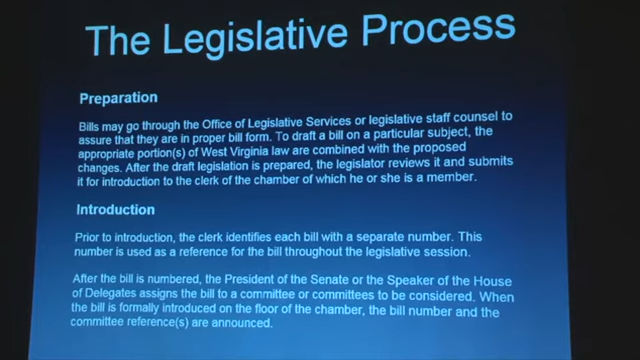 The Legislative Process
Preparation
Bills may go through the Office of Legislative Services or legislative staff counsel to
assure that they are in proper bill form. To draft a bill on a particular subject, the
appropriate portion(s) of West Virginia law are combined with the proposed
changes. After the draft legislation is prepared, the legislator reviews it and submits
it for introduction to the clerk of the chamber of which he or she is a member.
Introduction
Prior to introduction, the clerk identifies each bill with a separate number. This
number is used as a reference for the bill throughout the legislative session.
After the bill is numbered, the President of the Senate or the Speaker of the House
of Delegates assigns the bill to a committee or committees to be considered. When
the bill is formally introduced on the floor of the chamber, the bill number and the
committee reference(s) are announced.